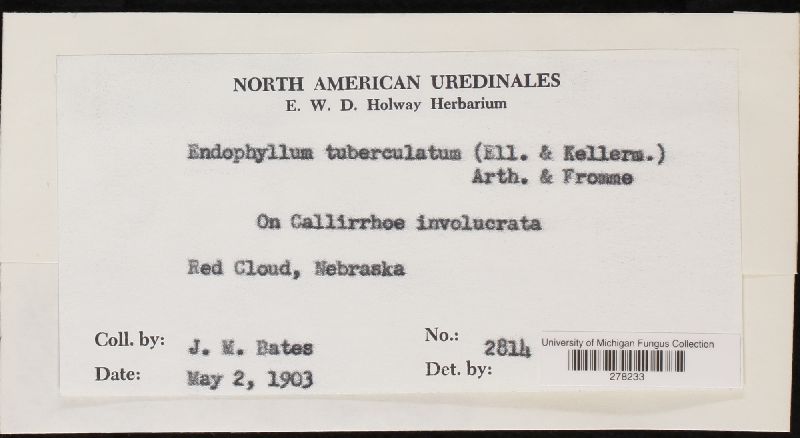 NORTH AMERICAN UREDINALES
E. W. D. Holway Herbarium
Endophyllum tuberculatum (Ell. & Kellerm.)
Arth. & Fromme
On Callirrhoe involucrata
Red Cloud, Nebraska
Coll. by: J. M. Bates
No.: 2814
Date: May 2, 1903
Det. by:
University of Michigan Fungus Collection
278233